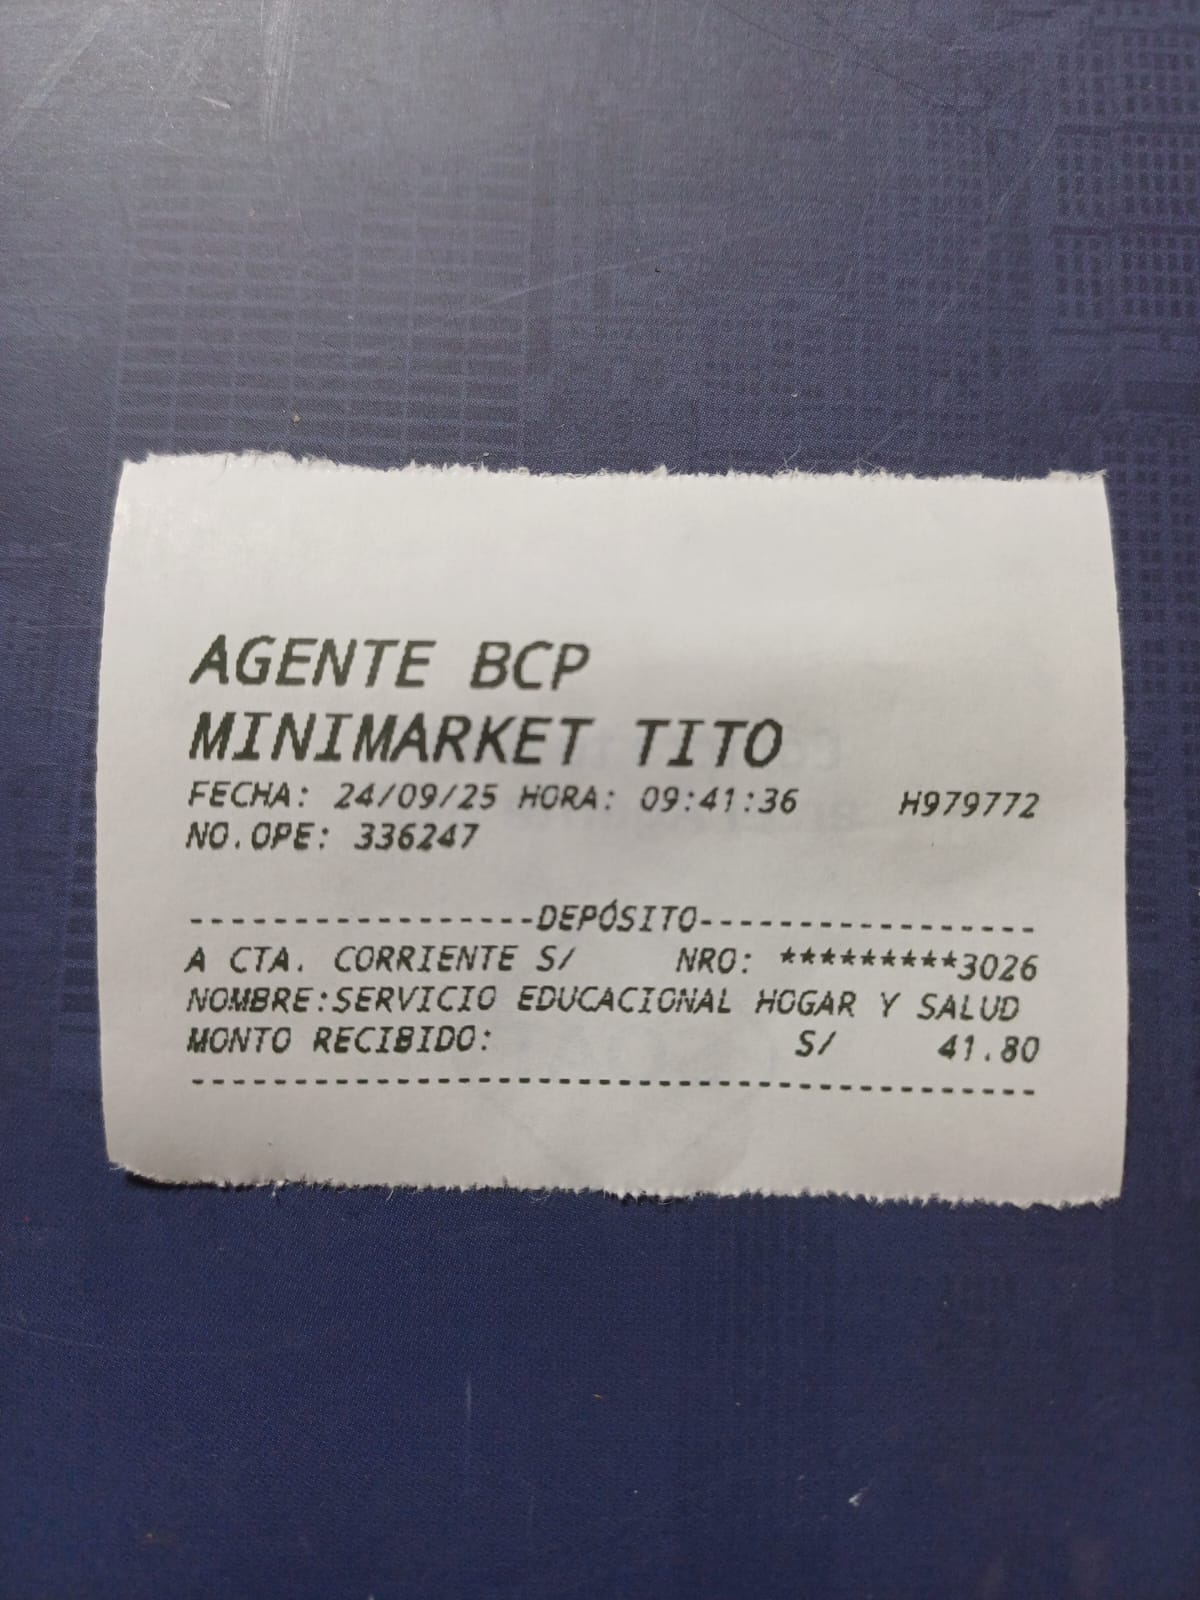 AGENTE BCP
MINIMARKET TITO
FECHA: 24/09/25 HORA: 09:41:36 H979772
NO.OPE: 336247
-----------------DEPÓSITO----------------
A CTA. CORRIENTE S/ NRO: *********3026
NOMBRE:SERVICIO EDUCACIONAL HOGAR Y SALUD
MONTO RECIBIDO: S/ 41.80
-----------------------------------------